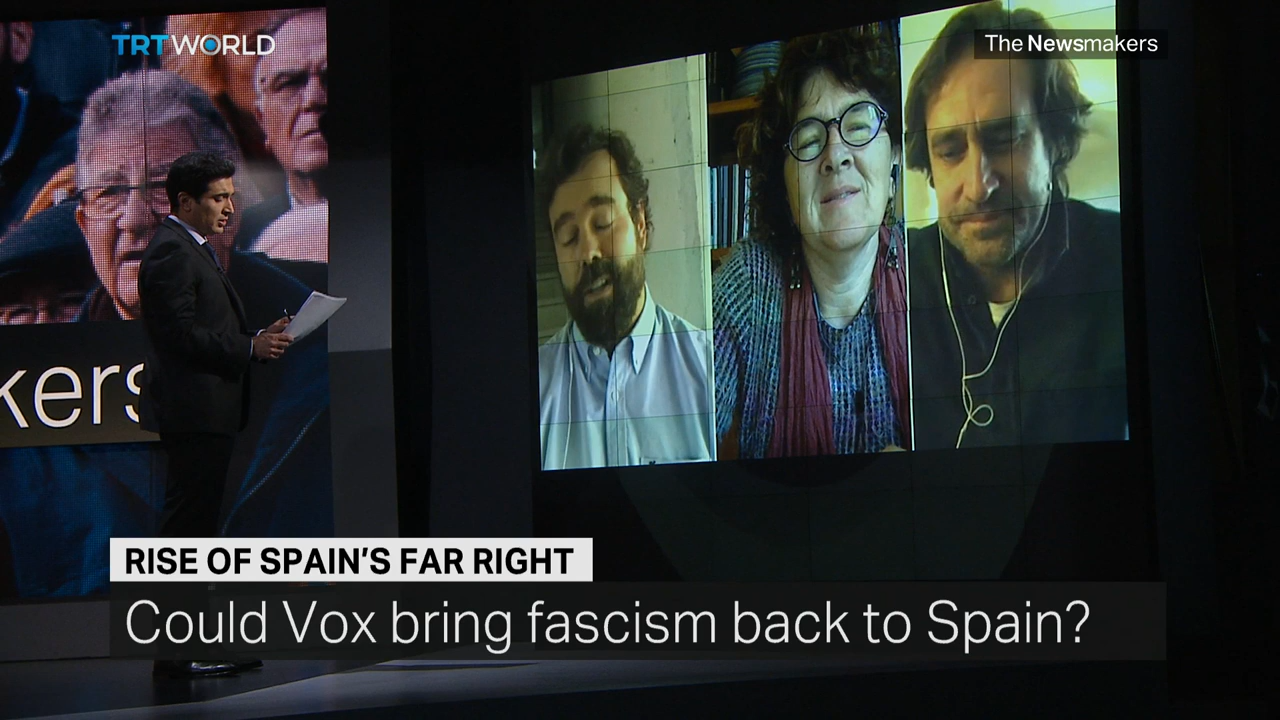 TRT WORLD
The Newsmakers
kers
RISE OF SPAIN'S FAR RIGHT
Could Vox bring fascism back to Spain?